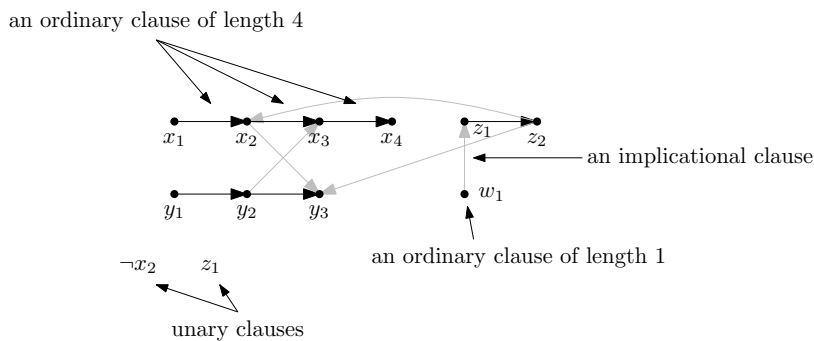 an ordinary clause of length 4
x₁ x₂ x₃ x₄ z₁ z₂
an implicational clause
y₁ y₂ y₃ w₁
an ordinary clause of length 1
¬x₂ z₁
unary clauses